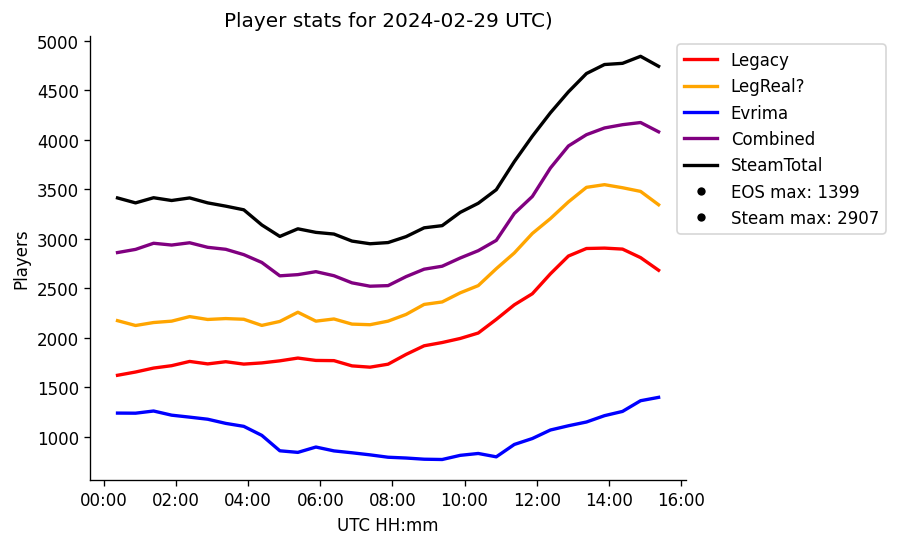 Player stats for 2024-02-29 UTC)
5000
4500
4000
3500
3000
2500
2000
1500
1000
Players
00:00 02:00 04:00 06:00 08:00 10:00 12:00 14:00 16:00
UTC HH:mm
Legacy
LegReal?
Evrima
Combined
SteamTotal
EOS max: 1399
Steam max: 2907